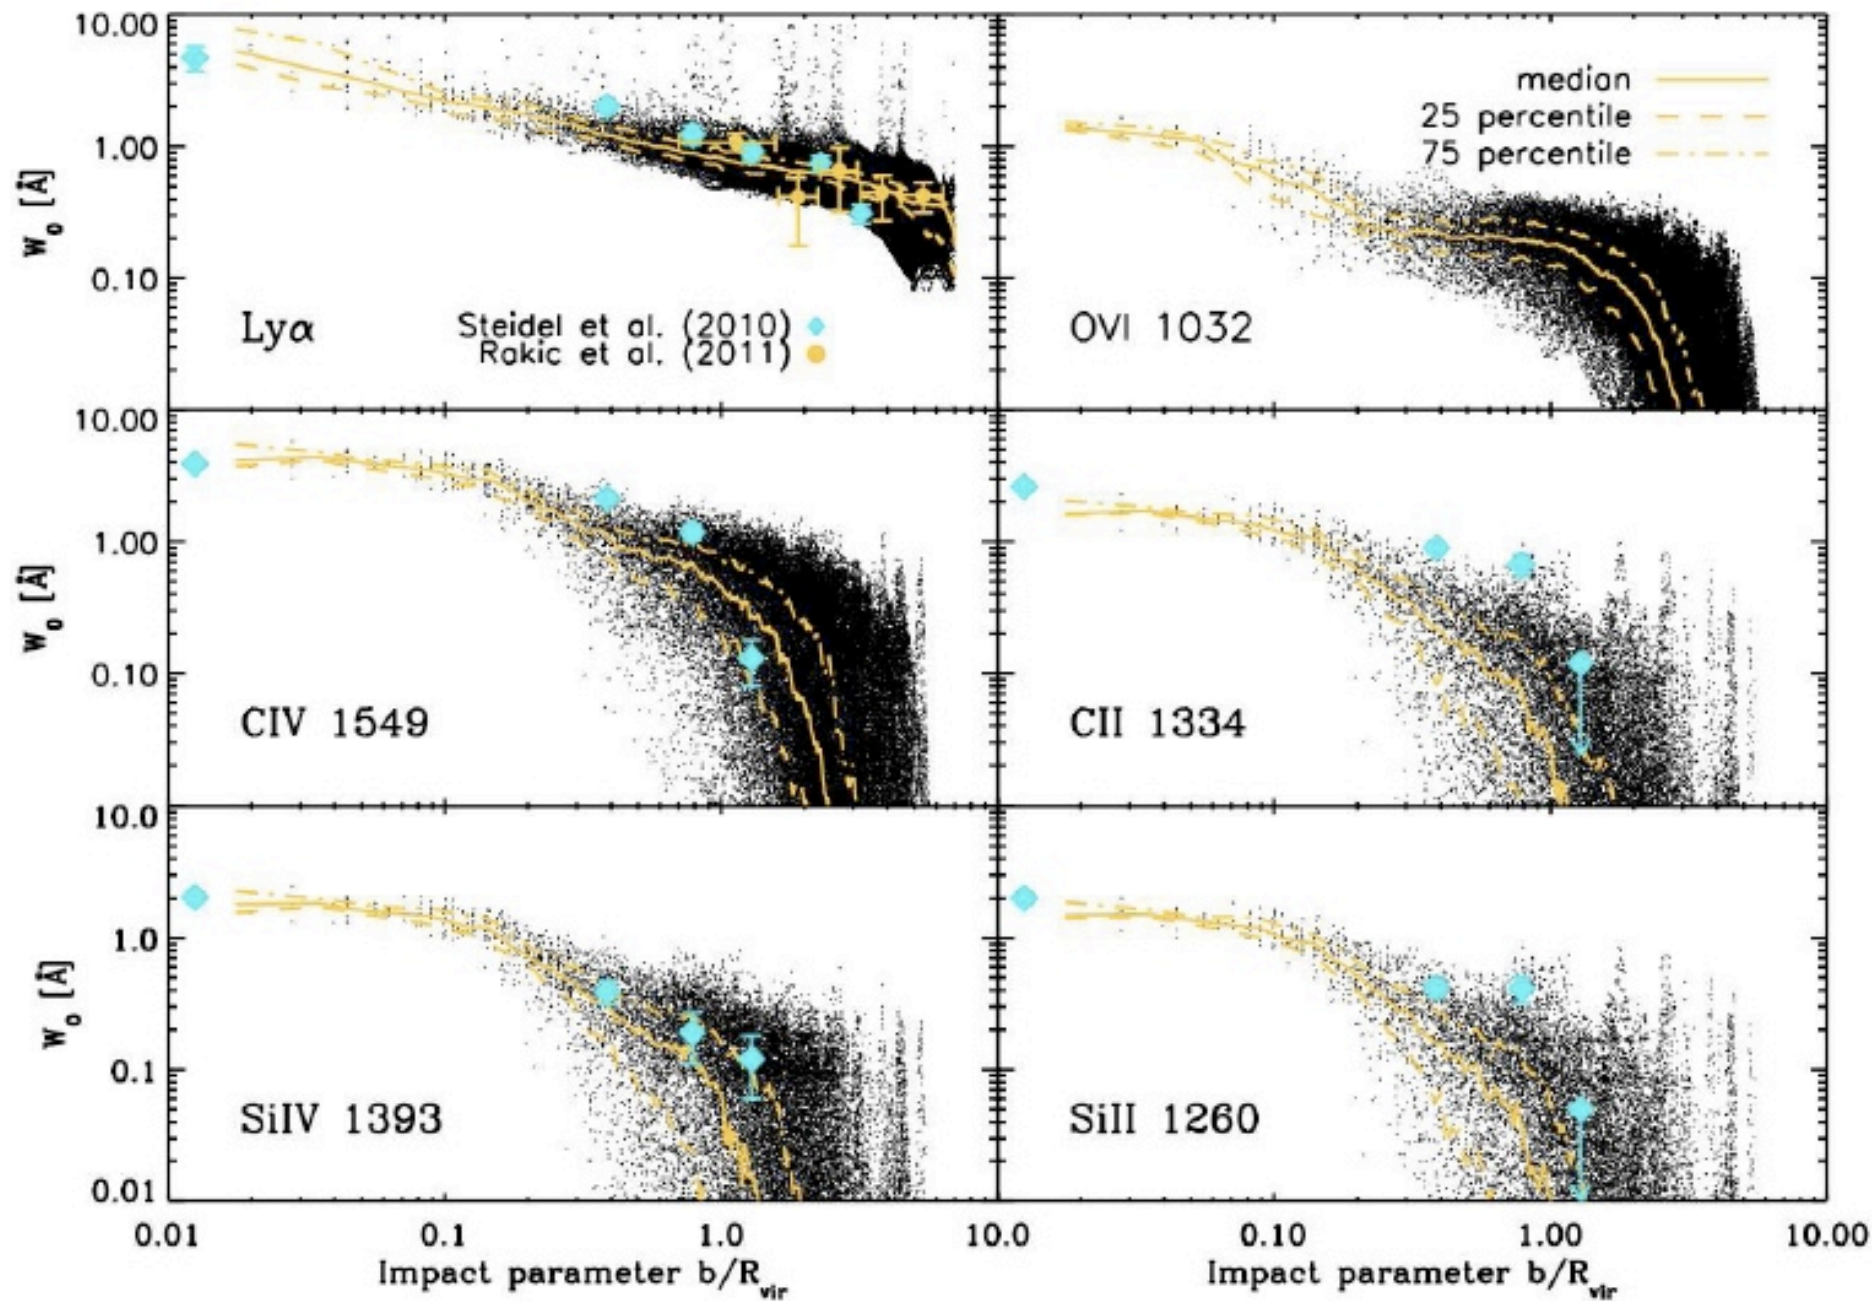 10.00
1.00
0.10
W₀ [Å]
Lyα
Steidel et al. (2010)
Rakic et al. (2011)
median
25 percentile
75 percentile
OVI 1032
10.00
1.00
0.10
W₀ [Å]
CIV 1549
CII 1334
10.0
1.0
0.1
0.01
W₀ [Å]
SiIV 1393
SiII 1260
0.01 0.1 1.0 10.0 0.10 1.00 10.00
Impact parameter b/Rvir Impact parameter b/Rvir